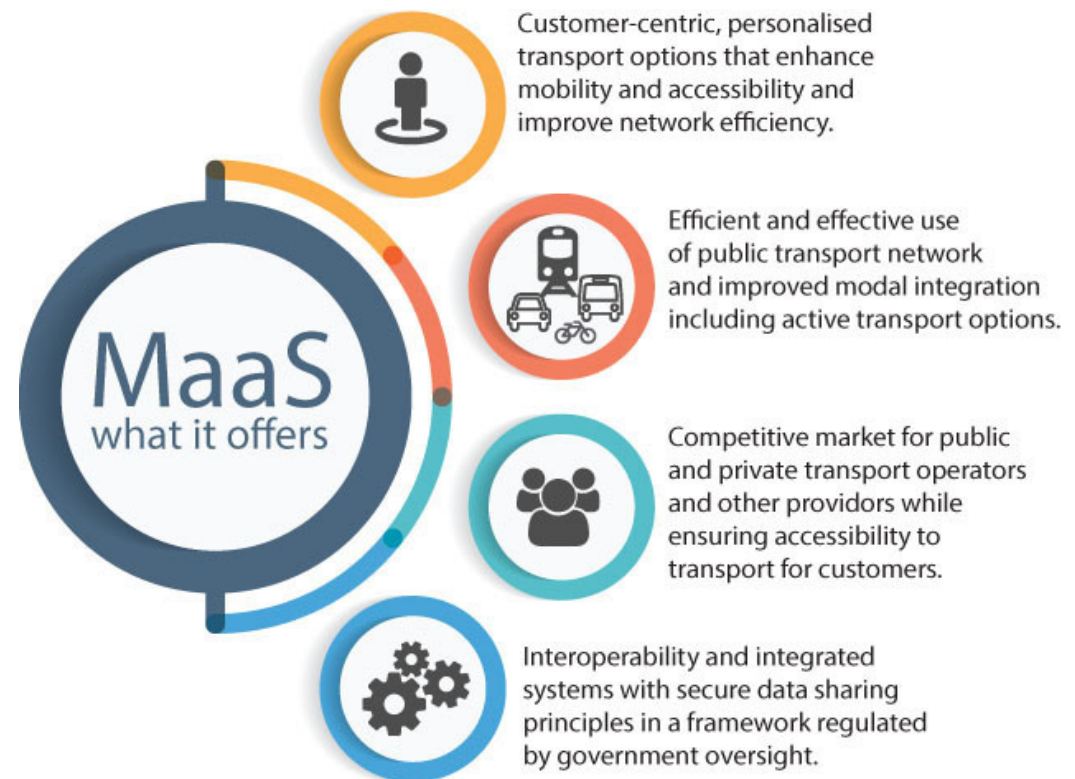 MaaS
what it offers
Customer-centric, personalised
transport options that enhance
mobility and accessibility and
improve network efficiency.
Efficient and effective use
of public transport network
and improved modal integration
including active transport options.
Competitive market for public
and private transport operators
and other providors while
ensuring accessibility to
transport for customers.
Interoperability and integrated
systems with secure data sharing
principles in a framework regulated
by government oversight.